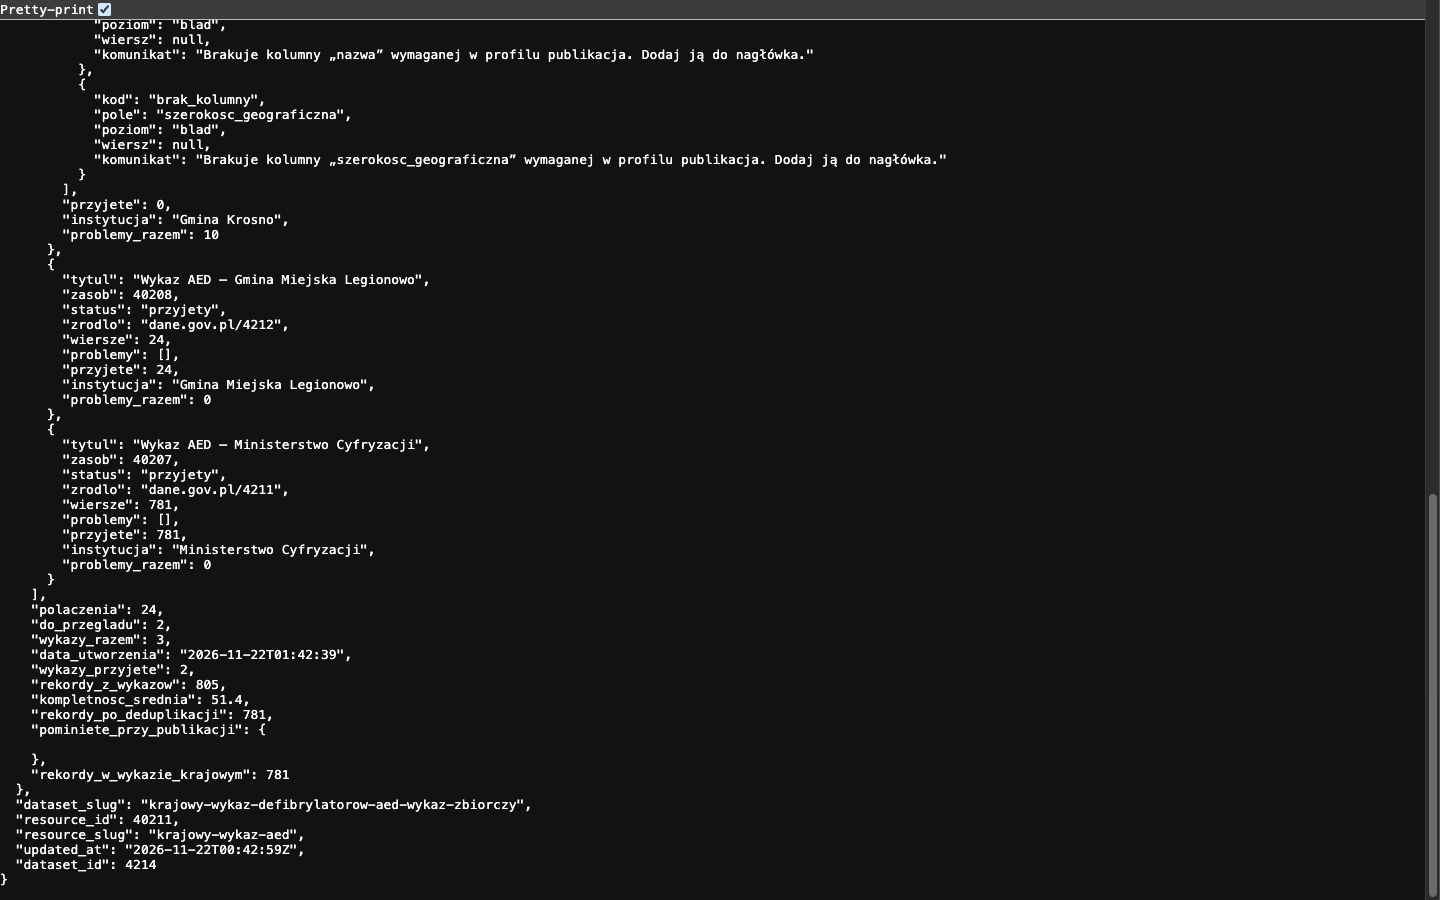 Pretty-print
"poziom": "blad",
"wiersz": null,
"komunikat": "Brakuje kolumny „nazwa” wymaganej w profilu publikacja. Dodaj ją do nagłówka."
},
{
"kod": "brak_kolumny",
"pole": "szerokosc_geograficzna",
"poziom": "blad",
"wiersz": null,
"komunikat": "Brakuje kolumny „szerokosc_geograficzna” wymaganej w profilu publikacja. Dodaj ją do nagłówka."
}
],
"przyjete": 0,
"instytucja": "Gmina Krosno",
"problemy_razem": 10
},
{
"tytul": "Wykaz AED – Gmina Miejska Legionowo",
"zasob": 40208,
"status": "przyjety",
"zrodlo": "dane.gov.pl/4212",
"wiersze": 24,
"problemy": [],
"przyjete": 24,
"instytucja": "Gmina Miejska Legionowo",
"problemy_razem": 0
},
{
"tytul": "Wykaz AED – Ministerstwo Cyfryzacji",
"zasob": 40207,
"status": "przyjety",
"zrodlo": "dane.gov.pl/4211",
"wiersze": 781,
"problemy": [],
"przyjete": 781,
"instytucja": "Ministerstwo Cyfryzacji",
"problemy_razem": 0
}
],
"polaczenia": 24,
"do_przegladu": 2,
"wykazy_razem": 3,
"data_utworzenia": "2026-11-22T01:42:39",
"wykazy_przyjete": 2,
"rekordy_z_wykazow": 805,
"kompletnosc_srednia": 51.4,
"rekordy_po_deduplikacji": 781,
"pominiete_przy_publikacji": {
},
"rekordy_w_wykazie_krajowym": 781
},
"dataset_slug": "krajowy-wykaz-defibrylatorow-aed-wykaz-zbiorczy",
"resource_id": 40211,
"resource_slug": "krajowy-wykaz-aed",
"updated_at": "2026-11-22T00:42:59Z",
"dataset_id": 4214
}